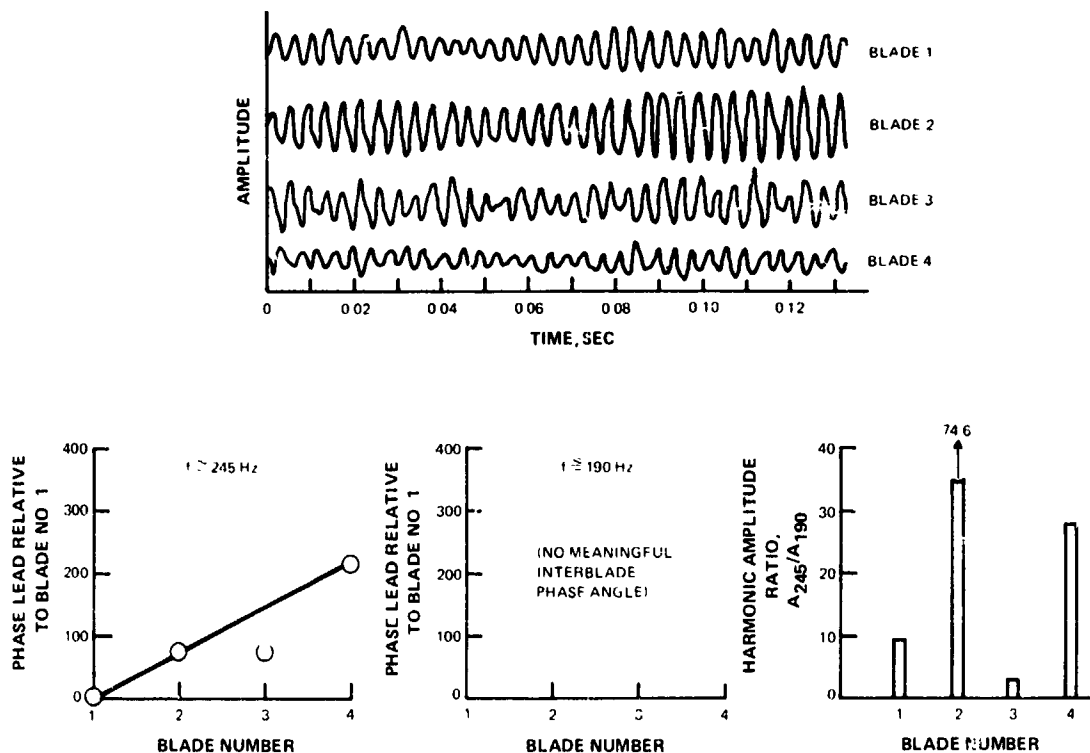 BLADE 1
BLADE 2
BLADE 3
BLADE 4
AMPLITUDE
0 0 02 0 04 0 06 0 08 0 10 0 12
TIME, SEC
PHASE LEAD RELATIVE
TO BLADE NO 1
400
300
200
100
0
245 Hz
1 2 3 4
BLADE NUMBER
PHASE LEAD RELATIVE
TO BLADE NO 1
400
300
200
100
0
190 Hz
(NO MEANINGFUL
INTERBLADE
PHASE ANGLE)
1 2 3 4
BLADE NUMBER
HARMONIC AMPLITUDE
RATIO,
A245/A190
74 6
40
30
20
10
0
1 2 3 4
BLADE NUMBER